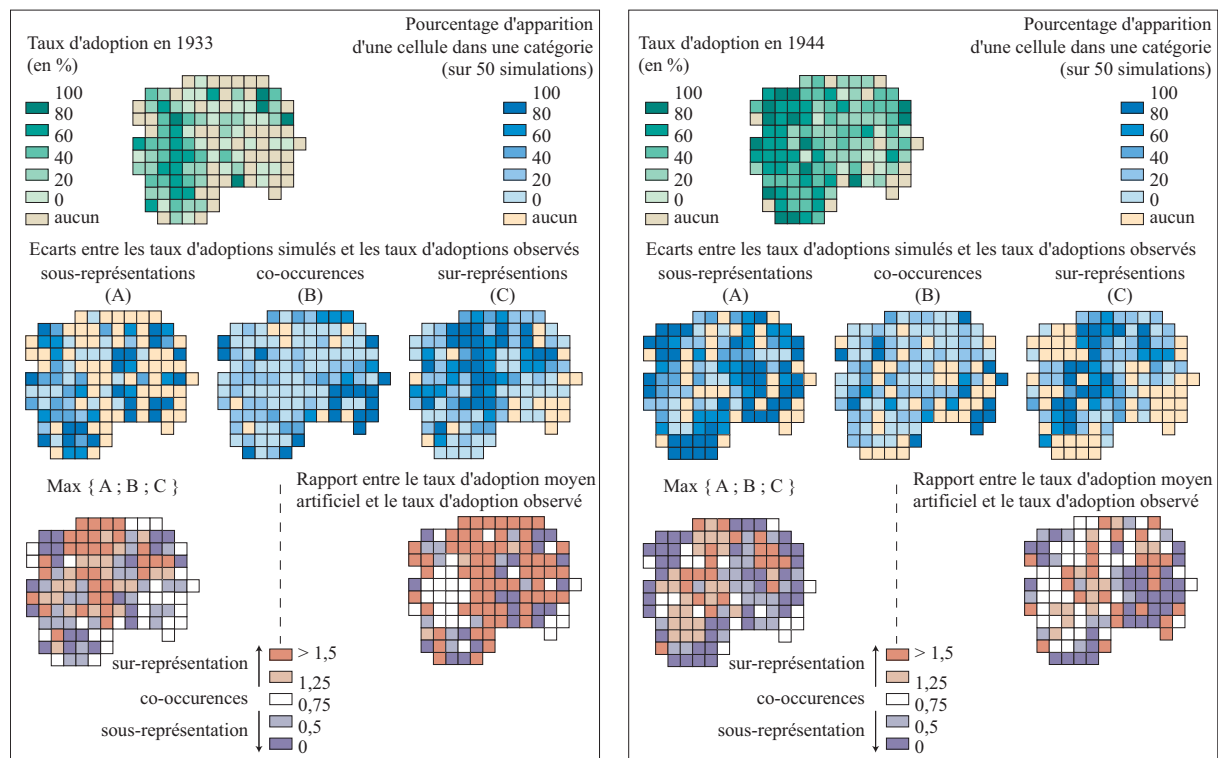 Taux d'adoption en 1933
(en %)
100
80
60
40
20
0
aucun
Pourcentage d'apparition
d'une cellule dans une catégorie
(sur 50 simulations)
100
80
60
40
20
0
aucun
Ecarts entre les taux d'adoptions simulés et les taux d'adoptions observés
sous-représentations
(A)
co-occurences
(B)
sur-représentions
(C)
Max { A ; B ; C }
Rapport entre le taux d'adoption moyen
artificiel et le taux d'adoption observé
sur-représentation
co-occurences
sous-représentation
> 1,5
1,25
0,75
0,5
0
Taux d'adoption en 1944
(en %)
100
80
60
40
20
0
aucun
Pourcentage d'apparition
d'une cellule dans une catégorie
(sur 50 simulations)
100
80
60
40
20
0
aucun
Ecarts entre les taux d'adoptions simulés et les taux d'adoptions observés
sous-représentations
(A)
co-occurences
(B)
sur-représentions
(C)
Max { A ; B ; C }
Rapport entre le taux d'adoption moyen
artificiel et le taux d'adoption observé
sur-représentation
co-occurences
sous-représentation
> 1,5
1,25
0,75
0,5
0